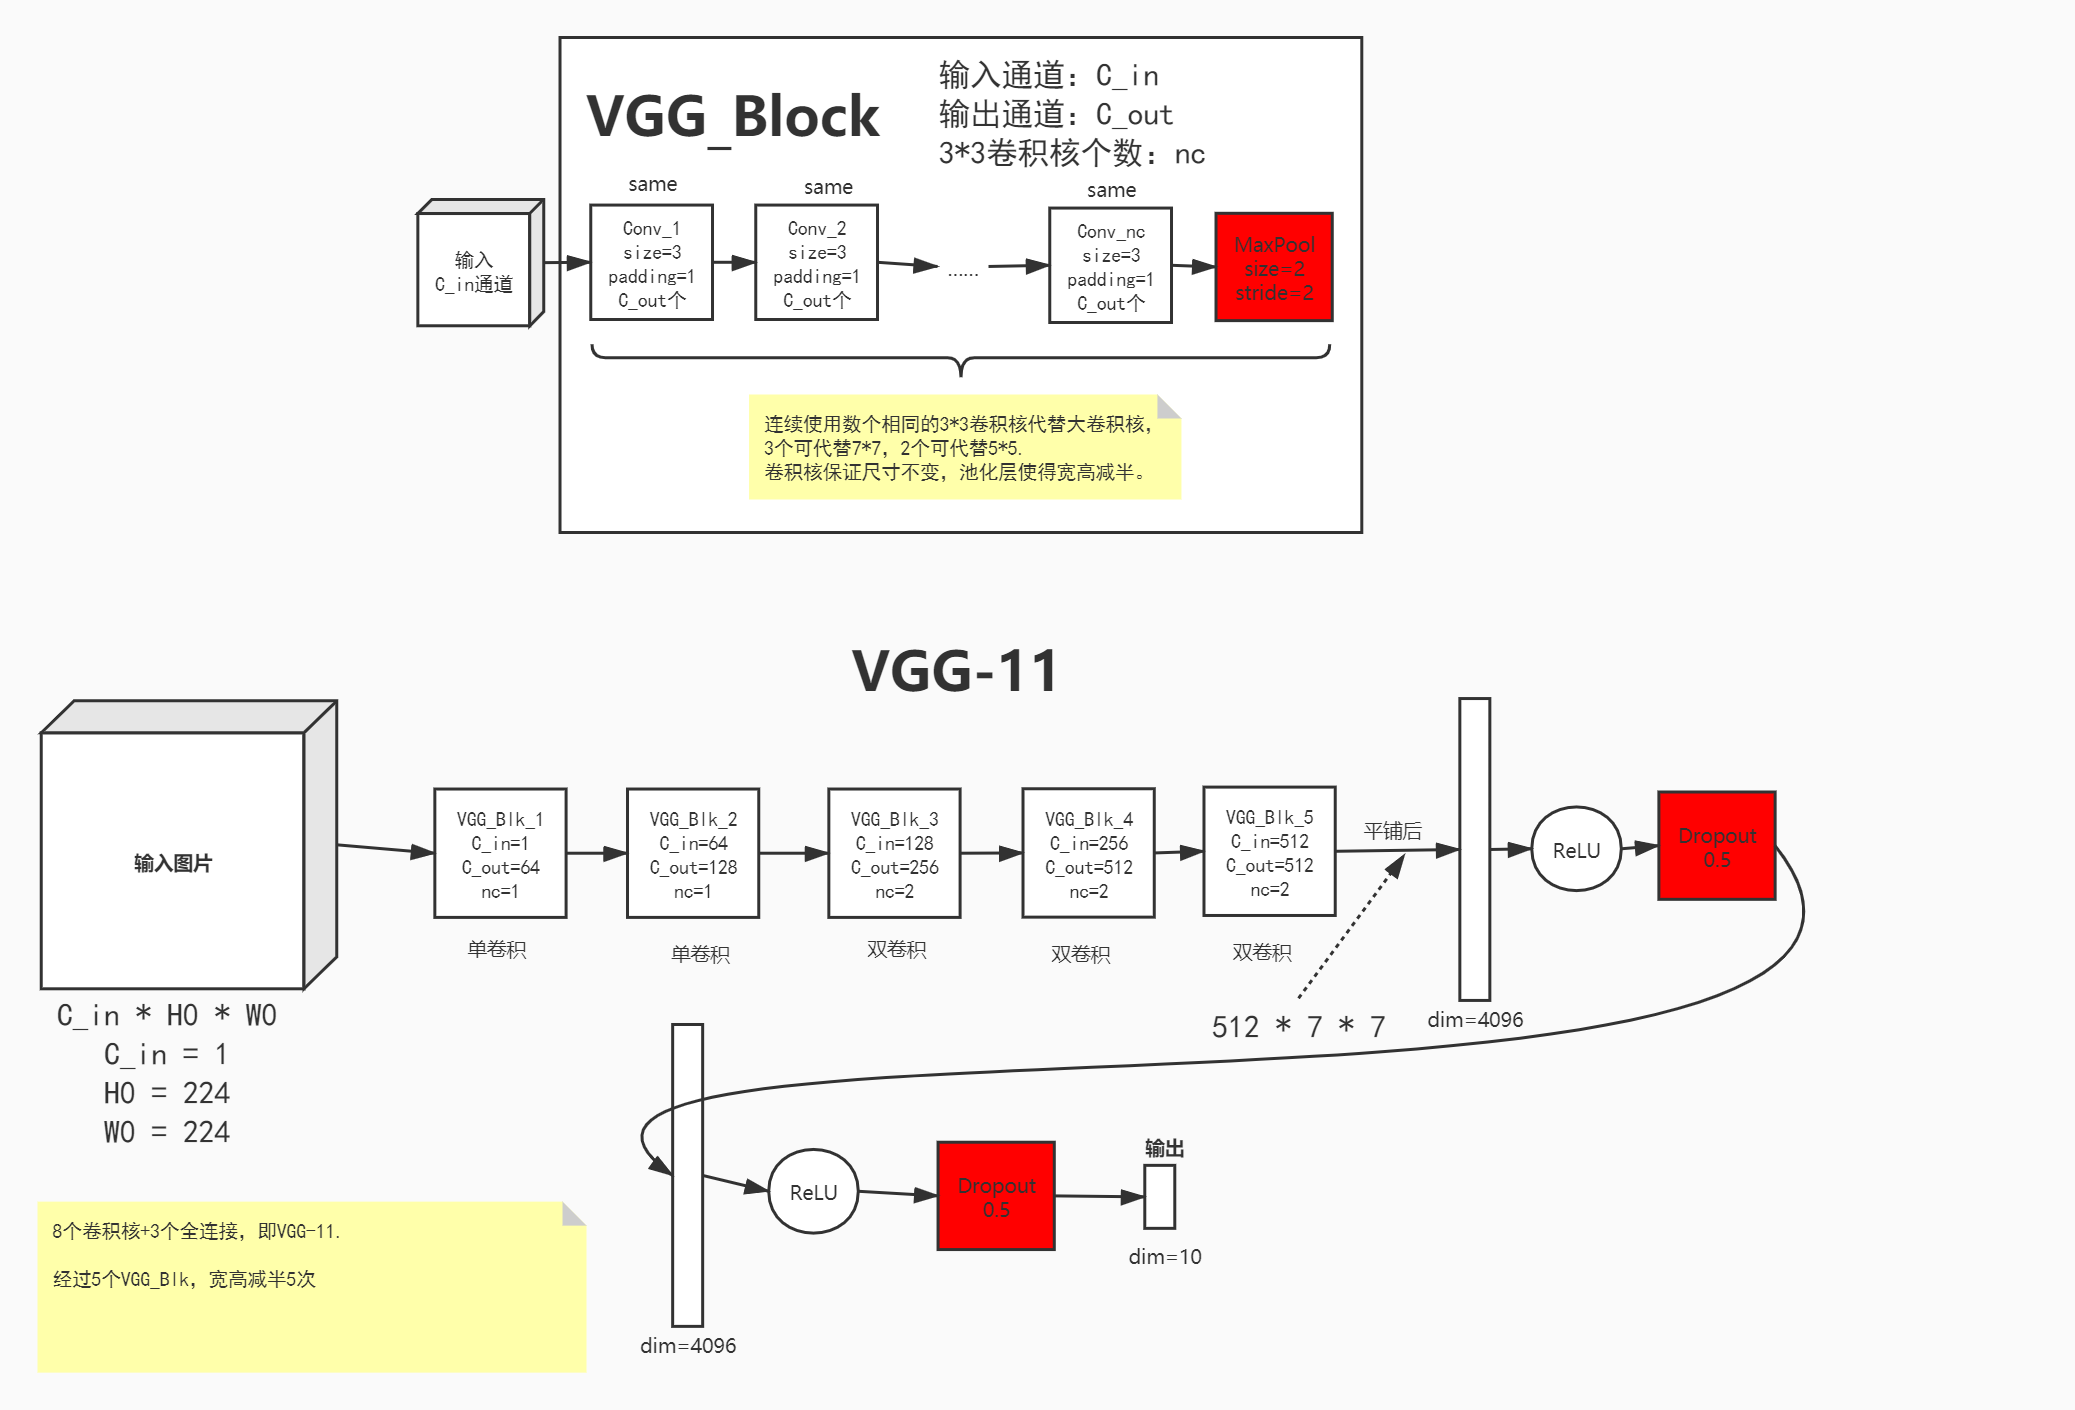 VGG_Block
输入通道：C_in
输出通道：C_out
3*3卷积核个数：nc
same
same
same
输入
C_in通道
Conv_1
size=3
padding=1
C_out个
Conv_2
size=3
padding=1
C_out个
......
Conv_nc
size=3
padding=1
C_out个
MaxPool
size=2
stride=2
连续使用数个相同的3*3卷积核代替大卷积核，
3个可代替7*7，2个可代替5*5.
卷积核保证尺寸不变，池化层使得宽高减半。
VGG-11
输入图片
C_in * H0 * W0
C_in = 1
H0 = 224
W0 = 224
VGG_Blk_1
C_in=1
C_out=64
nc=1
单卷积
VGG_Blk_2
C_in=64
C_out=128
nc=1
单卷积
VGG_Blk_3
C_in=128
C_out=256
nc=2
双卷积
VGG_Blk_4
C_in=256
C_out=512
nc=2
双卷积
VGG_Blk_5
C_in=512
C_out=512
nc=2
双卷积
平铺后
512 * 7 * 7
dim=4096
ReLU
Dropout
0.5
dim=4096
ReLU
Dropout
0.5
输出
dim=10
8个卷积核+3个全连接，即VGG-11.
经过5个VGG_Blk，宽高减半5次